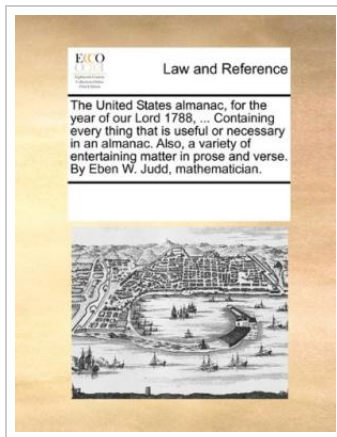 ECCO
Law and Reference
The United States almanac, for the
year of our Lord 1788, ... Containing
every thing that is useful or necessary
in an almanac. Also, a variety of
entertaining matter in prose and verse.
By Eben W. Judd, mathematician.